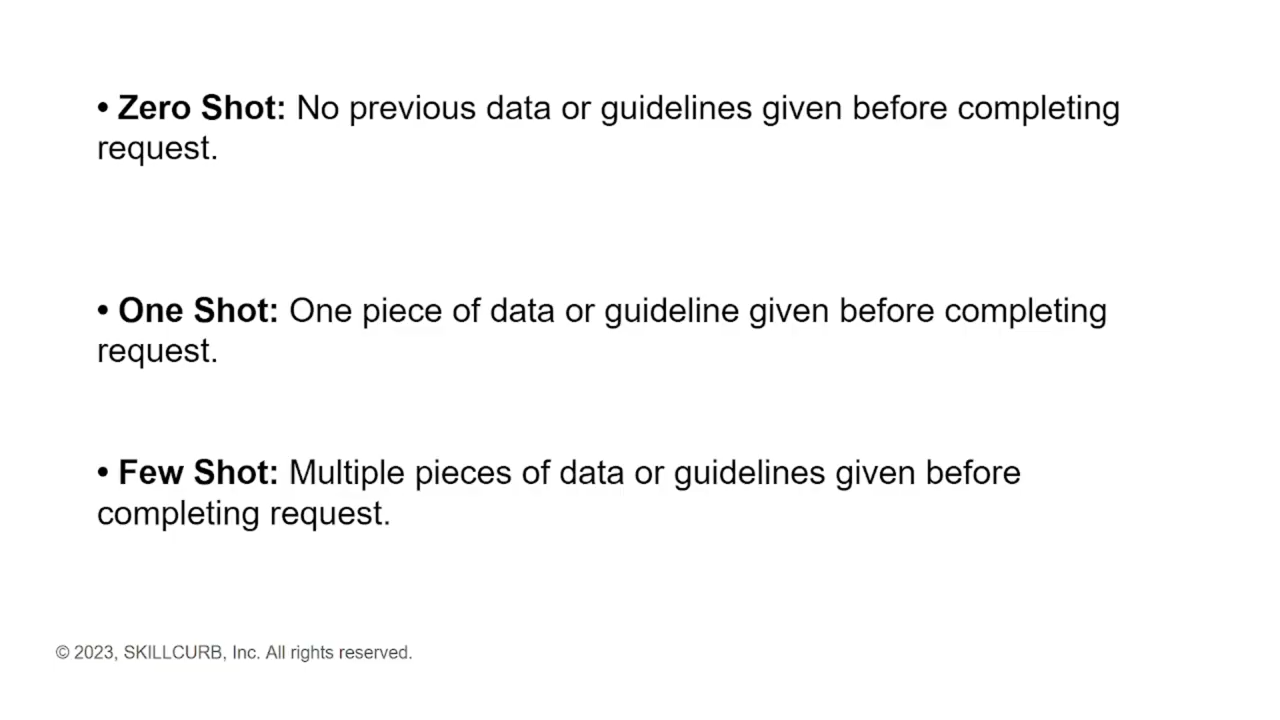 • Zero Shot: No previous data or guidelines given before completing
request.
• One Shot: One piece of data or guideline given before completing
request.
• Few Shot: Multiple pieces of data or guidelines given before
completing request.
© 2023, SKILLCURB, Inc. All rights reserved.